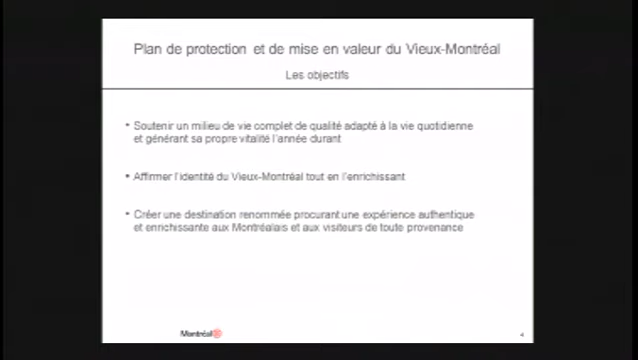 Plan de protection et de mise en valeur du Vieux-Montréal
Les objectifs
• Soutenir un milieu de vie complet de qualité adapté à la vie quotidienne
et générant sa propre vitalité l'année durant
• Affirmer l'identité du Vieux-Montréal tout en l'enrichissant
• Créer une destination renommée procurant une expérience authentique
et enrichissante aux Montréalais et aux visiteurs de toute provenance
Montréal
4